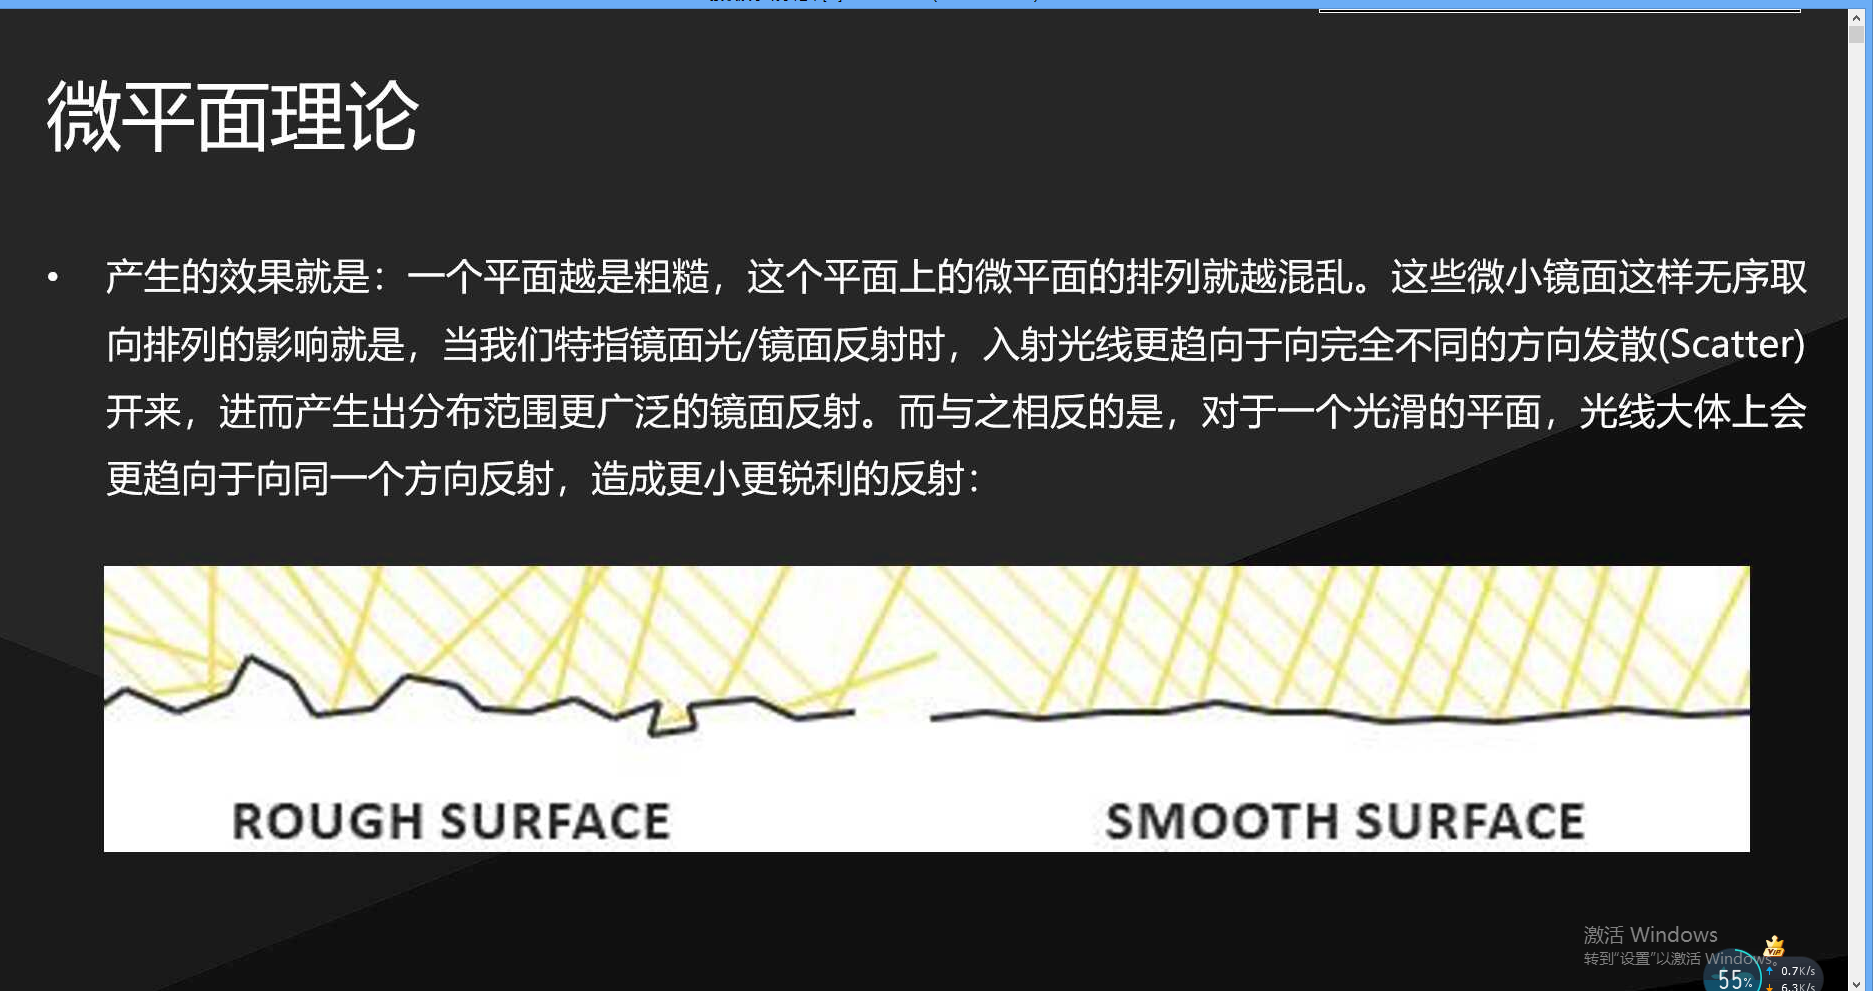 微平面理论
• 产生的效果就是：一个平面越是粗糙，这个平面上的微平面的排列就越混乱。这些微小镜面这样无序取
向排列的影响就是，当我们特指镜面光/镜面反射时，入射光线更趋向于向完全不同的方向发散(Scatter)
开来，进而产生出分布范围更广泛的镜面反射。而与之相反的是，对于一个光滑的平面，光线大体上会
更趋向于向同一个方向反射，造成更小更锐利的反射：
ROUGH SURFACE
SMOOTH SURFACE
激活 Windows
转到“设置”以激活 Windows。
VIP
55%
0.7K/s
6.3K/s